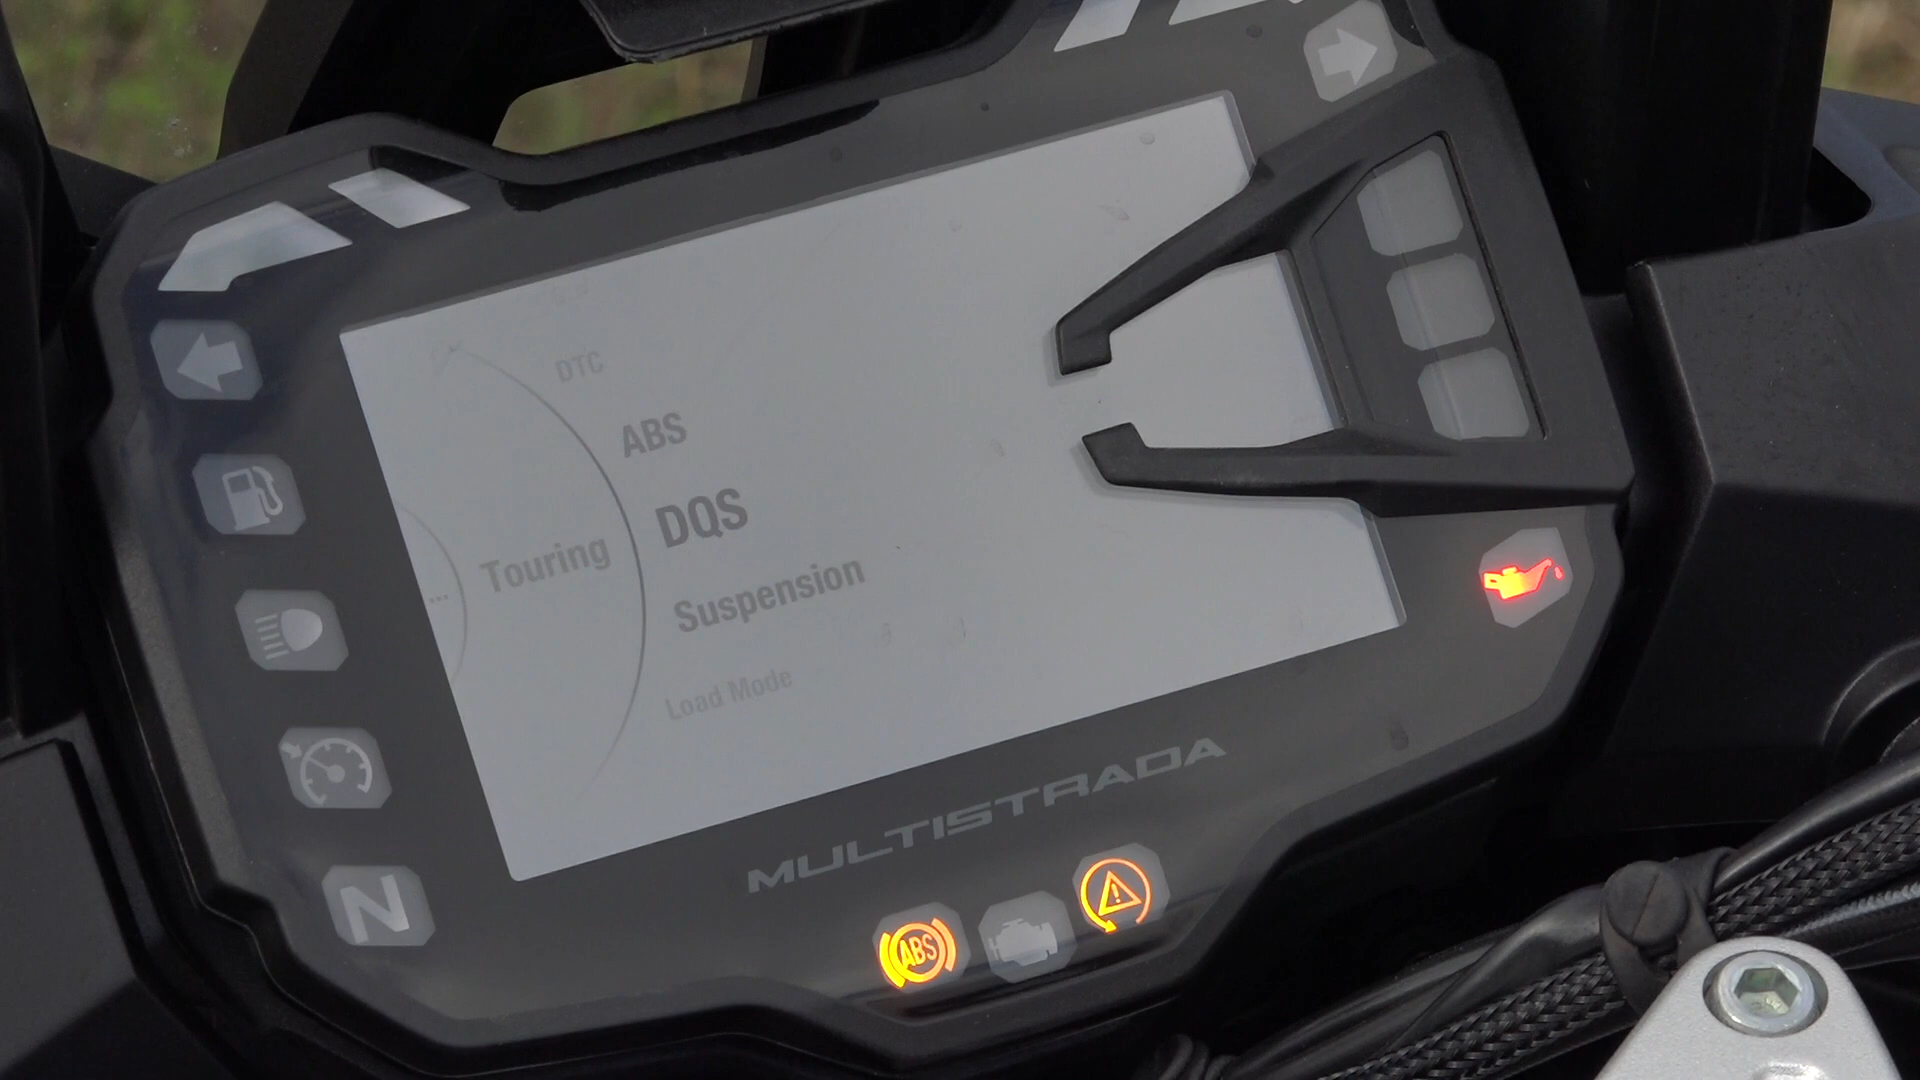 DTC
ABS
DQS
... Touring
Suspension
Load Mode
MULTISTRADA
N
ABS